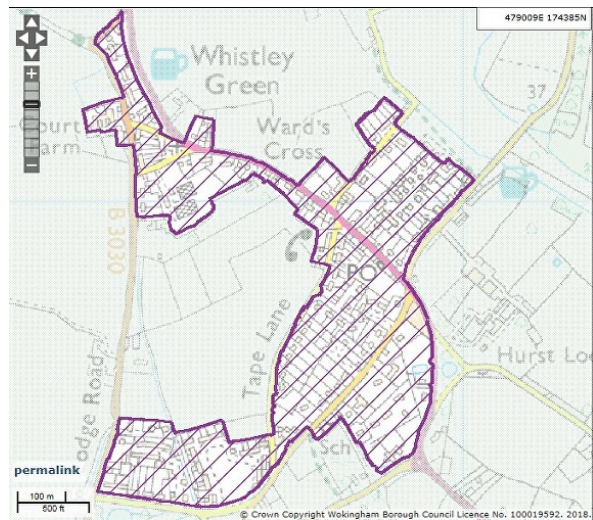 479009E 174385N
Whistley
Green
37
Court
Farm
Ward's
Cross
B 3030
PO
Tape Lane
Hurst Lo
odge Road
Sch
permalink
100 m
500 ft
© Crown Copyright Wokingham Borough Council Licence No. 100019592. 2018.